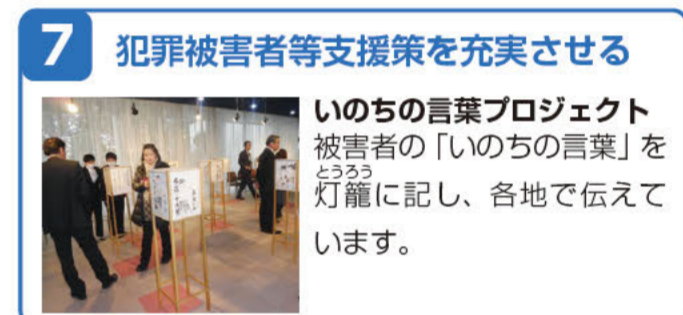 7 犯罪被害者等支援策を充実させる
いのちの言葉プロジェクト
被害者の「いのちの言葉」を
とうろう
灯籠に記し、各地で伝えて
います。